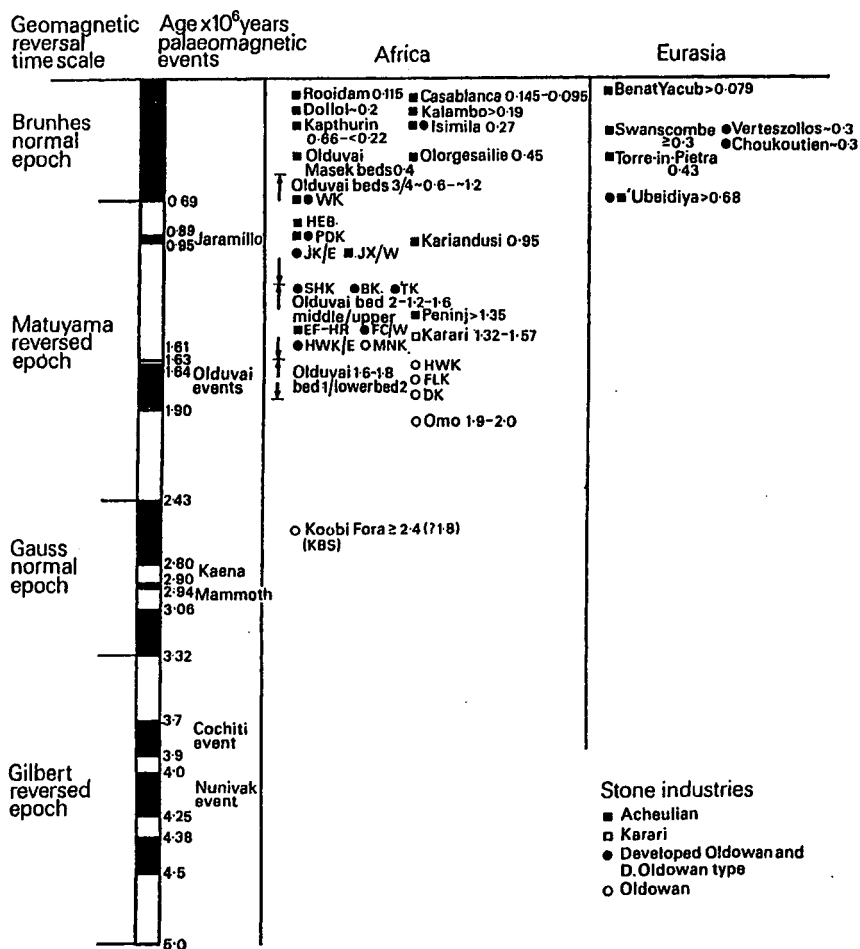 Geomagnetic
reversal
time scale
Age x10⁶years
palaeomagnetic
events
Africa
Eurasia
Brunhes
normal
epoch
Matuyama
reversed
epoch
Gauss
normal
epoch
Gilbert
reversed
epoch
0·69
0·89
0·95 Jaramillo
1·61
1·63
1·64 Olduvai
events
1·90
2·43
2·80
Kaena
2·90
2·94 Mammoth
3·06
3·32
3·7
Cochiti
event
3·9
4·0
Nunivak
event
4·25
4·38
4·5
5·0
■ Rooidam 0·115
■ Dollol~0·2
■ Kapthurin
0·66-<0·22
■ Olduvai
Masek beds 0·4
Olduvai beds 3/4~0·6-~1·2
■ ● WK
■ HEB.
■ ● PDK
● JK/E ■ JX/W
● SHK ● BK. ● TK
Olduvai bed 2-1·2-1·6
middle/upper
■ EF-HR ● FC/W
● HWK/E ○ MNK
Olduvai 1·6-1·8
bed 1/lower bed 2
○ Koobi Fora ≥ 2·4 (?1·8)
(KBS)
■ Casablanca 0·145-0·095
■ Kalambo>0·19
■ ● Isimila 0·27
■ Olorgesailie 0·45
■ Kariandusi 0·95
■ Peninj>1·35
□ Karari 1·32-1·57
○ HWK
○ FLK
○ DK
○ Omo 1·9-2·0
■ Benat Yacub>0·079
■ Swanscombe
≥0·3
● Verteszollos~0·3
● Choukoutien~0·3
■ Torre-in-Pietra
0·43
● ■ 'Ubeidiya>0·68
Stone industries
■ Acheulian
□ Karari
● Developed Oldowan and
D. Oldowan type
○ Oldowan